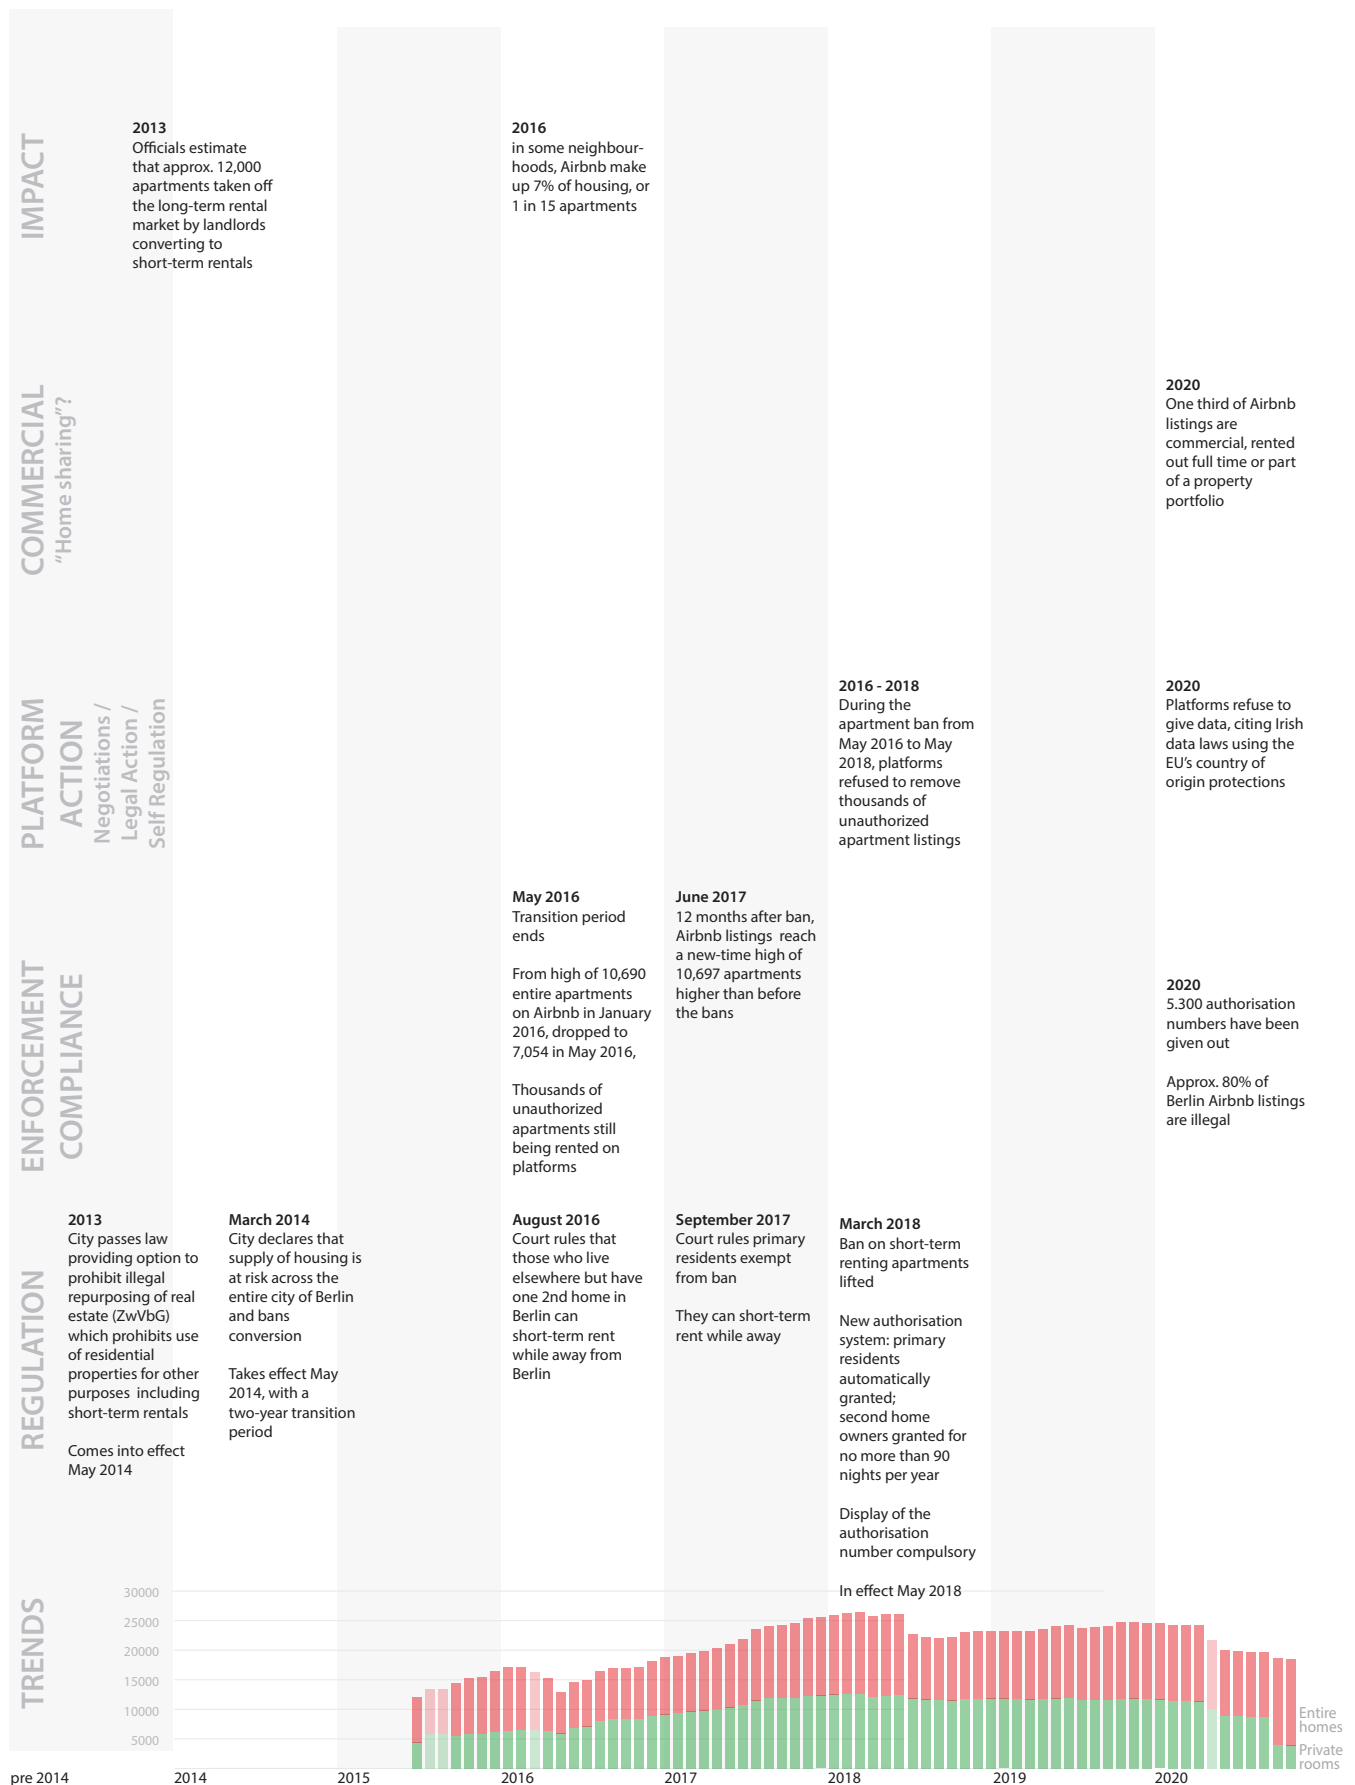 IMPACT
2013
Officials estimate
that approx. 12,000
apartments taken off
the long-term rental
market by landlords
converting to
short-term rentals
2016
in some neighbour-
hoods, Airbnb make
up 7% of housing, or
1 in 15 apartments
COMMERCIAL
"Home sharing"?
2020
One third of Airbnb
listings are
commercial, rented
out full time or part
of a property
portfolio
PLATFORM
ACTION
Negotiations /
Legal Action /
Self Regulation
2016 - 2018
During the
apartment ban from
May 2016 to May
2018, platforms
refused to remove
thousands of
unauthorized
apartment listings
2020
Platforms refuse to
give data, citing Irish
data laws using the
EU's country of
origin protections
ENFORCEMENT
COMPLIANCE
May 2016
Transition period
ends
From high of 10,690
entire apartments
on Airbnb in January
2016, dropped to
7,054 in May 2016,
Thousands of
unauthorized
apartments still
being rented on
platforms
June 2017
12 months after ban,
Airbnb listings  reach
a new-time high of
10,697 apartments
higher than before
the bans
2020
5.300 authorisation
numbers have been
given out
Approx. 80% of
Berlin Airbnb listings
are illegal
REGULATION
2013
City passes law
providing option to
prohibit illegal
repurposing of real
estate (ZwVbG)
which prohibits use
of residential
properties for other
purposes  including
short-term rentals
Comes into effect
May 2014
March 2014
City declares that
supply of housing is
at risk across the
entire city of Berlin
and bans
conversion
Takes effect May
2014, with a
two-year transition
period
August 2016
Court rules that
those who live
elsewhere but have
one 2nd home in
Berlin can
short-term rent
while away from
Berlin
September 2017
Court rules primary
residents exempt
from ban
They can short-term
rent while away
March 2018
Ban on short-term
renting apartments
lifted
New authorisation
system: primary
residents
automatically
granted;
second home
owners granted for
no more than 90
nights per year
Display of the
authorisation
number compulsory
In effect May 2018
TRENDS
30000
25000
20000
15000
10000
5000
Entire
homes
Private
rooms
pre 2014
2014
2015
2016
2017
2018
2019
2020